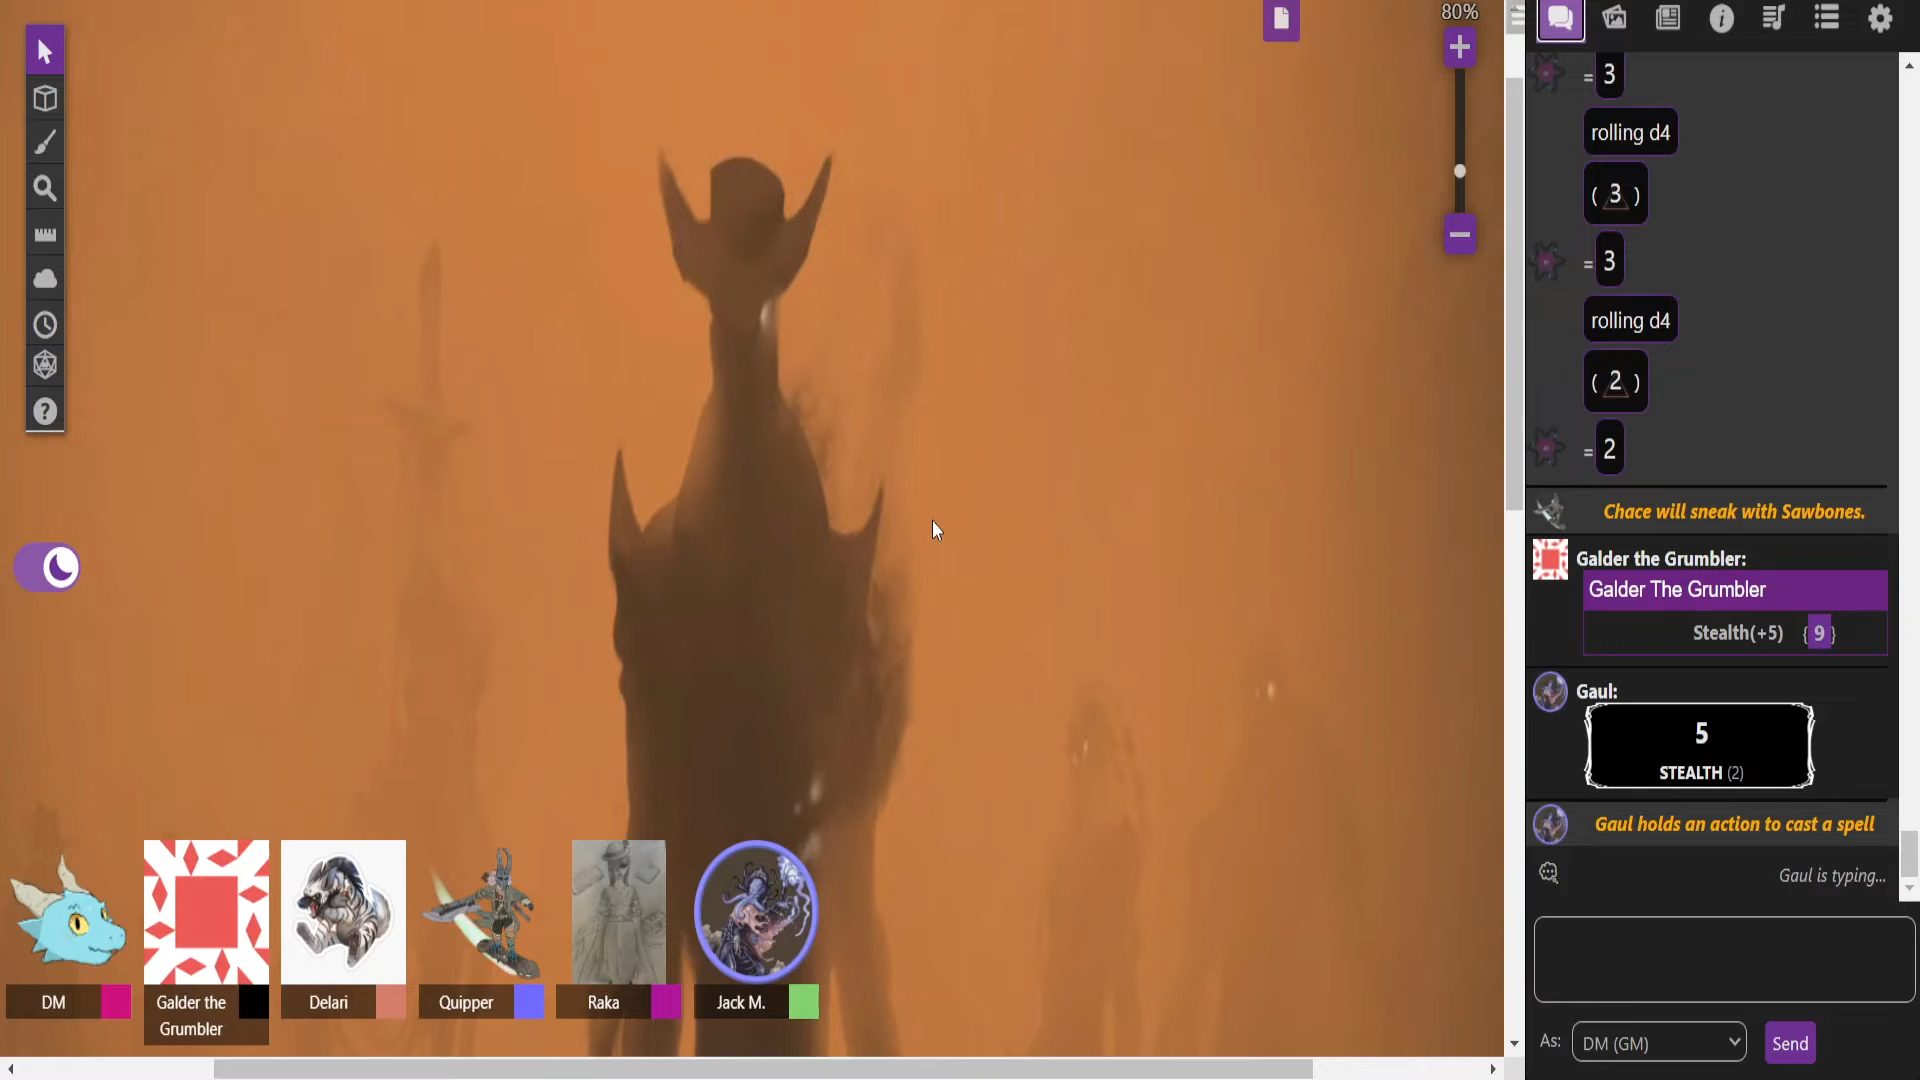 80%
= 3
rolling d4
( 3 )
= 3
rolling d4
( 2 )
= 2
Chace will sneak with Sawbones.
Galder the Grumbler:
Galder The Grumbler
Stealth(+5) {9}
Gaul:
5
STEALTH (2)
Gaul holds an action to cast a spell
Gaul is typing...
DM
Galder the
Grumbler
Delari
Quipper
Raka
Jack M.
As: DM (GM) Send